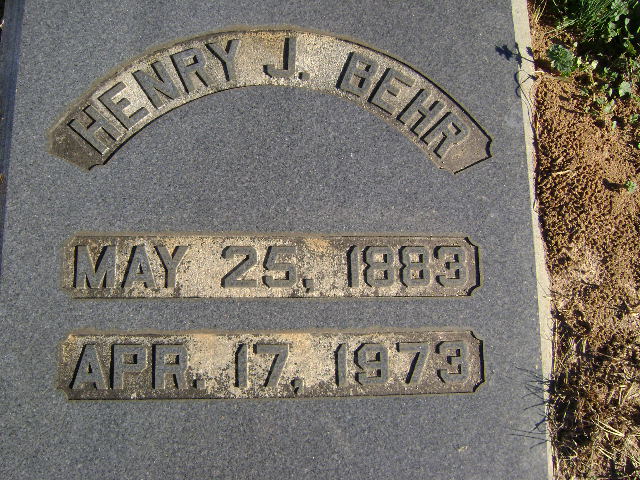 HENRY J. BEHR
MAY 25, 1883
APR. 17, 1973